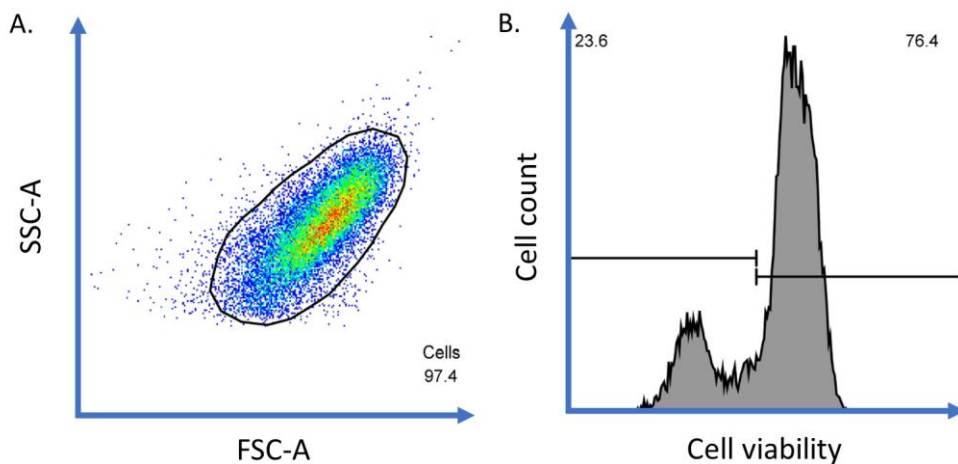 A.
SSC-A
Cells
97.4
FSC-A
B.
23.6
76.4
Cell count
Cell viability